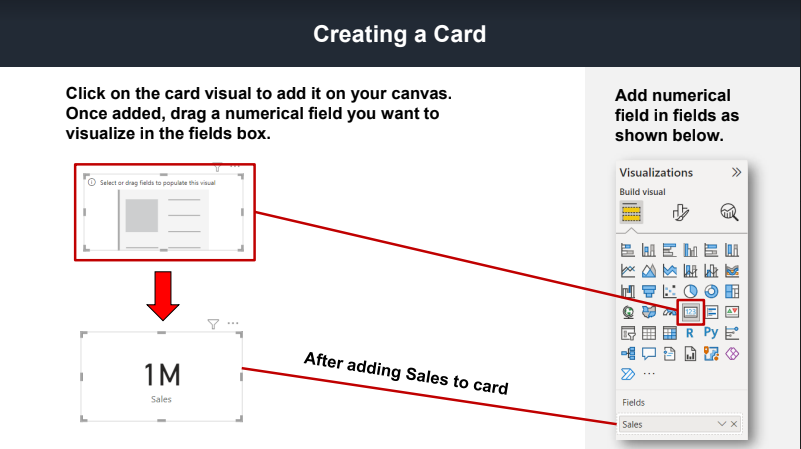 Creating a Card
Click on the card visual to add it on your canvas.
Once added, drag a numerical field you want to
visualize in the fields box.
Select or drag fields to populate this visual
1M
Sales
After adding Sales to card
Add numerical
field in fields as
shown below.
Visualizations
Build visual
123
R Py
Fields
Sales